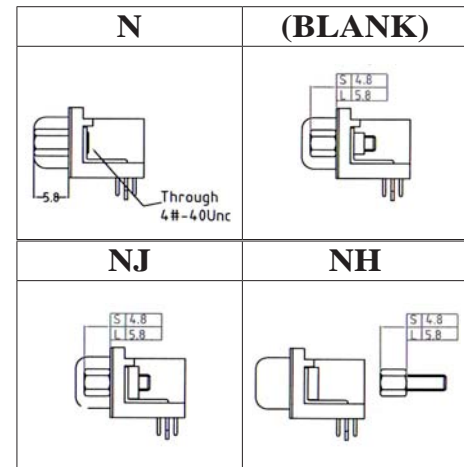 N
(BLANK)
5.8
Through
4#-40Unc
S 4.8
L 5.8
NJ
NH
S 4.8
L 5.8
S 4.8
L 5.8